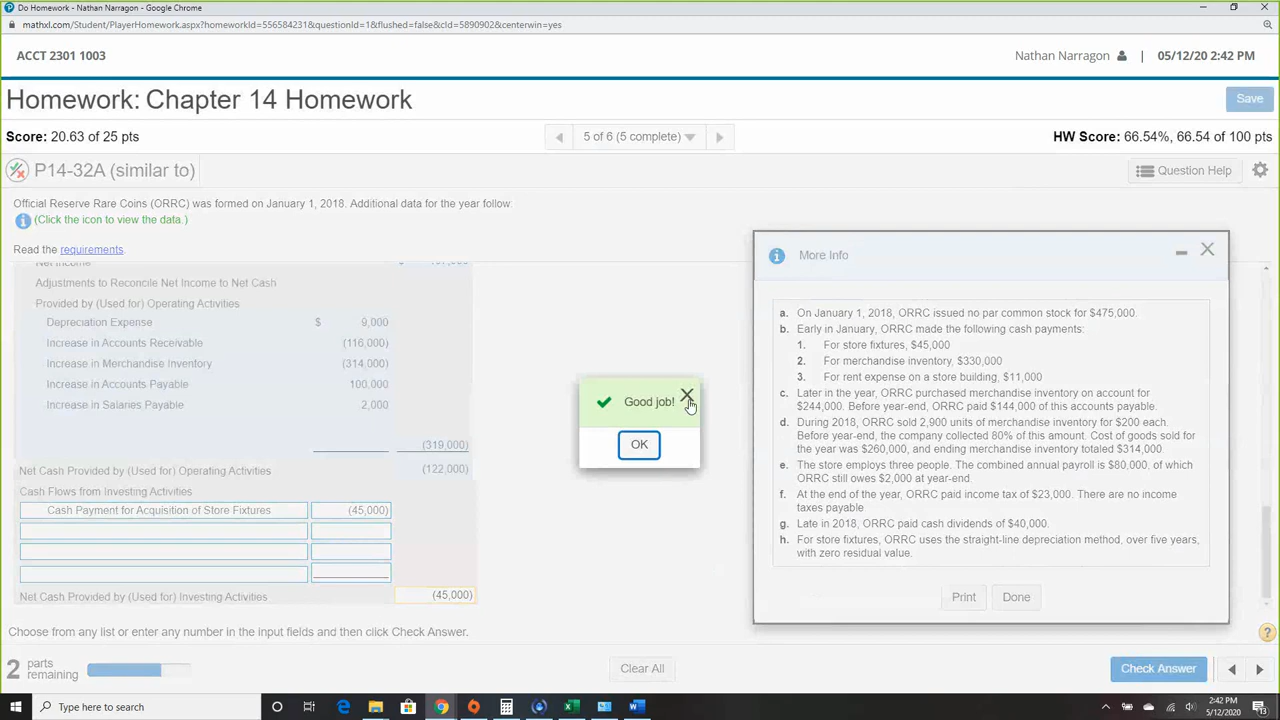 Do Homework - Nathan Narragon - Google Chrome
mathxl.com/Student/PlayerHomework.aspx?homeworkId=556584231&questionId=1&flushed=false&cId=5890902&centerwin=yes
ACCT 2301 1003
Nathan Narragon | 05/12/20 2:42 PM
Homework: Chapter 14 Homework
Save
Score: 20.63 of 25 pts
5 of 6 (5 complete)
HW Score: 66.54%, 66.54 of 100 pts
P14-32A (similar to)
Question Help
Official Reserve Rare Coins (ORRC) was formed on January 1, 2018. Additional data for the year follow:
(Click the icon to view the data.)
Read the requirements.
Net Income $
Adjustments to Reconcile Net Income to Net Cash
Provided by (Used for) Operating Activities
Depreciation Expense $ 9,000
Increase in Accounts Receivable (116,000)
Increase in Merchandise Inventory (314,000)
Increase in Accounts Payable 100,000
Increase in Salaries Payable 2,000
(319,000)
Net Cash Provided by (Used for) Operating Activities (122,000)
Cash Flows from Investing Activities
Cash Payment for Acquisition of Store Fixtures (45,000)
Net Cash Provided by (Used for) Investing Activities (45,000)
Good job!
OK
More Info
a. On January 1, 2018, ORRC issued no par common stock for $475,000.
b. Early in January, ORRC made the following cash payments:
1. For store fixtures, $45,000
2. For merchandise inventory, $330,000
3. For rent expense on a store building, $11,000
c. Later in the year, ORRC purchased merchandise inventory on account for
$244,000. Before year-end, ORRC paid $144,000 of this accounts payable.
d. During 2018, ORRC sold 2,900 units of merchandise inventory for $200 each.
Before year-end, the company collected 80% of this amount. Cost of goods sold for
the year was $260,000, and ending merchandise inventory totaled $314,000
e. The store employs three people. The combined annual payroll is $80,000, of which
ORRC still owes $2,000 at year-end.
f. At the end of the year, ORRC paid income tax of $23,000. There are no income
taxes payable
g. Late in 2018, ORRC paid cash dividends of $40,000.
h. For store fixtures, ORRC uses the straight-line depreciation method, over five years,
with zero residual value.
Print
Done
Choose from any list or enter any number in the input fields and then click Check Answer.
?
2 parts
remaining
Clear All
Check Answer
Type here to search
2:42 PM
5/12/2020